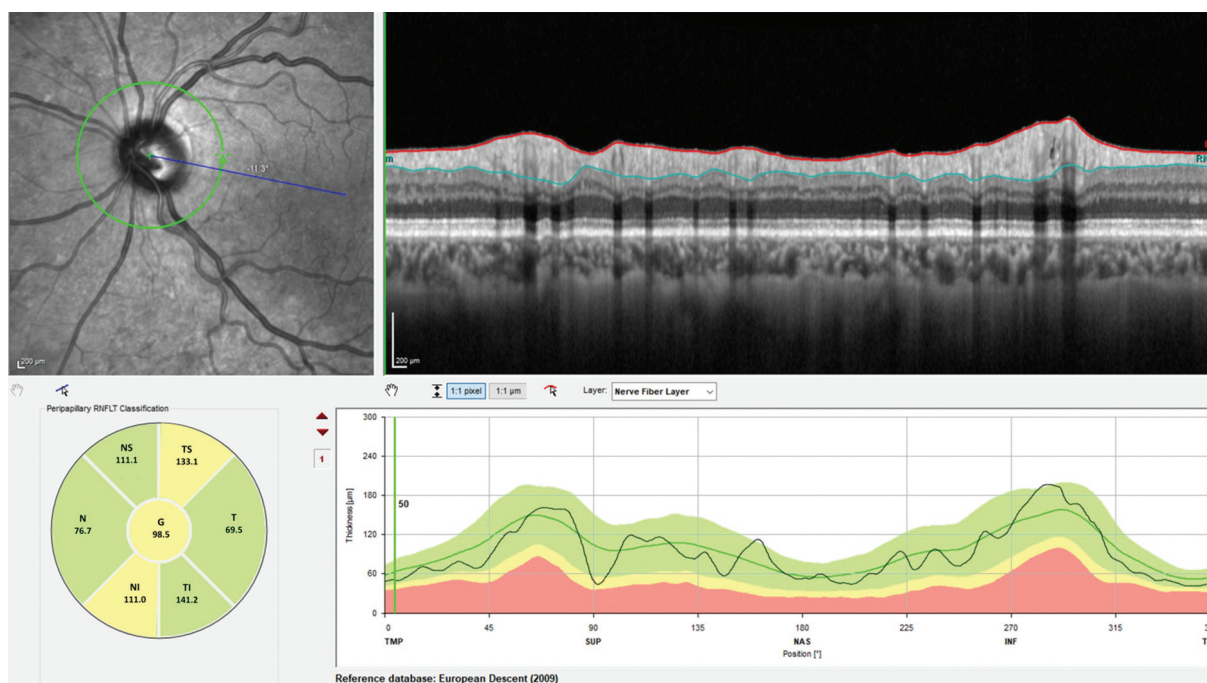 -11.3°
200 µm
200 µm
1:1 pixel 1:1 µm Layer: Nerve Fiber Layer
Peripapillary RNFLT Classification
NS
111.1
TS
133.1
N
76.7
G
98.5
T
69.5
NI
111.0
TI
141.2
1
Thickness [µm]
300
240
180
120
60
0
50
0 45 90 135 180 225 270 315
TMP SUP NAS INF
Position [°]
Reference database: European Descent (2009)